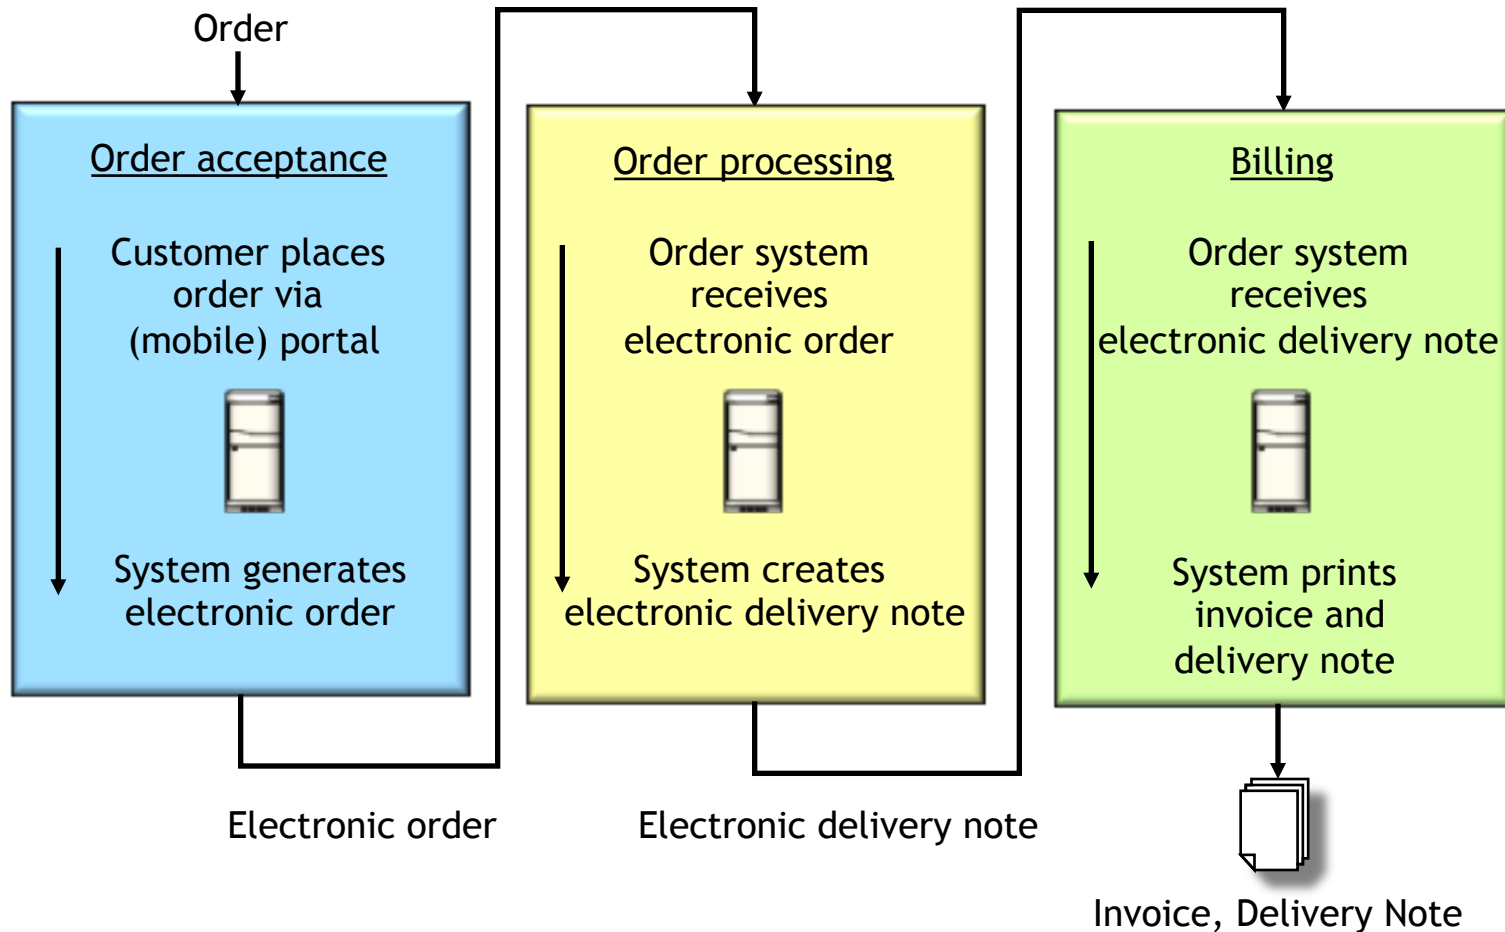 Order
Order acceptance
Customer places
order via
(mobile) portal
System generates
electronic order
Electronic order
Order processing
Order system
receives
electronic order
System creates
electronic delivery note
Electronic delivery note
Billing
Order system
receives
electronic delivery note
System prints
invoice and
delivery note
Invoice, Delivery Note